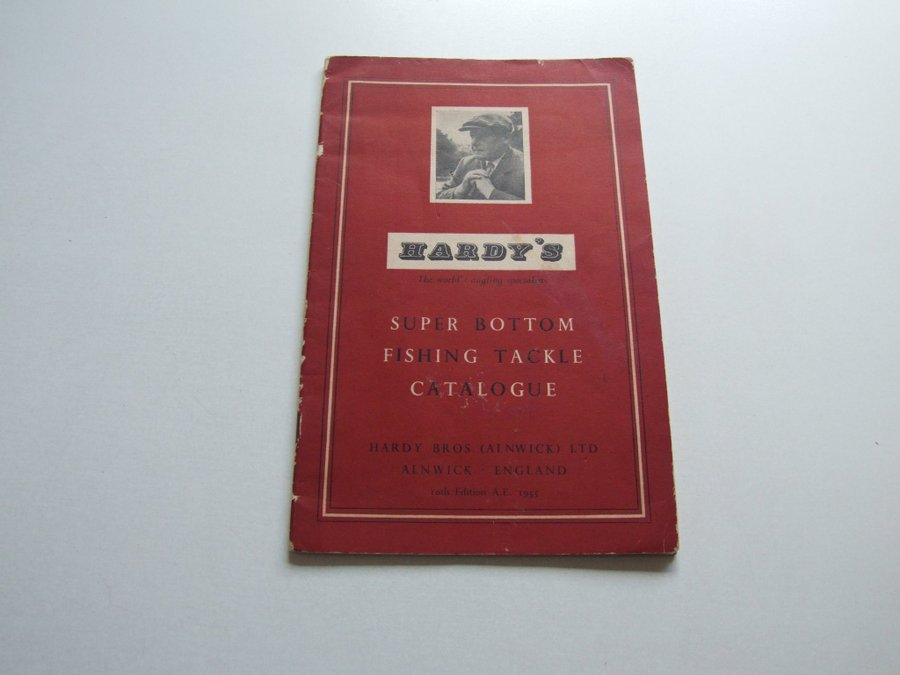 HARDY'S
The world's angling specialists
SUPER BOTTOM
FISHING TACKLE
CATALOGUE
HARDY BROS. (ALNWICK) LTD
ALNWICK · ENGLAND
10th Edition A.E. 1955